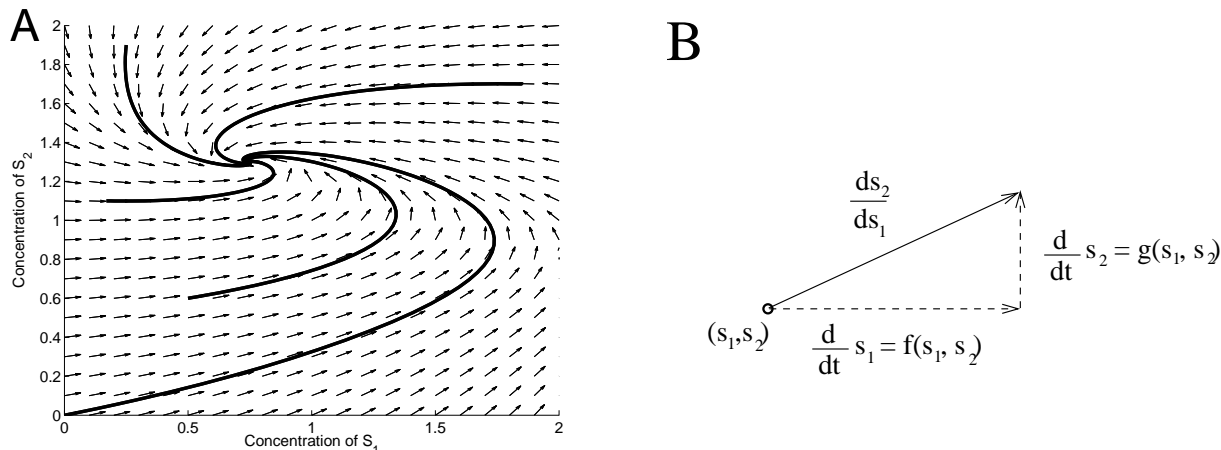 A
2
1.8
1.6
1.4
1.2
1
0.8
0.6
0.4
0.2
0
Concentration of S₂
0 0.5 1 1.5 2
Concentration of S₁
B
ds₂
ds₁
(s₁,s₂)
d
dt
s₁ = f(s₁, s₂)
d
dt
s₂ = g(s₁, s₂)